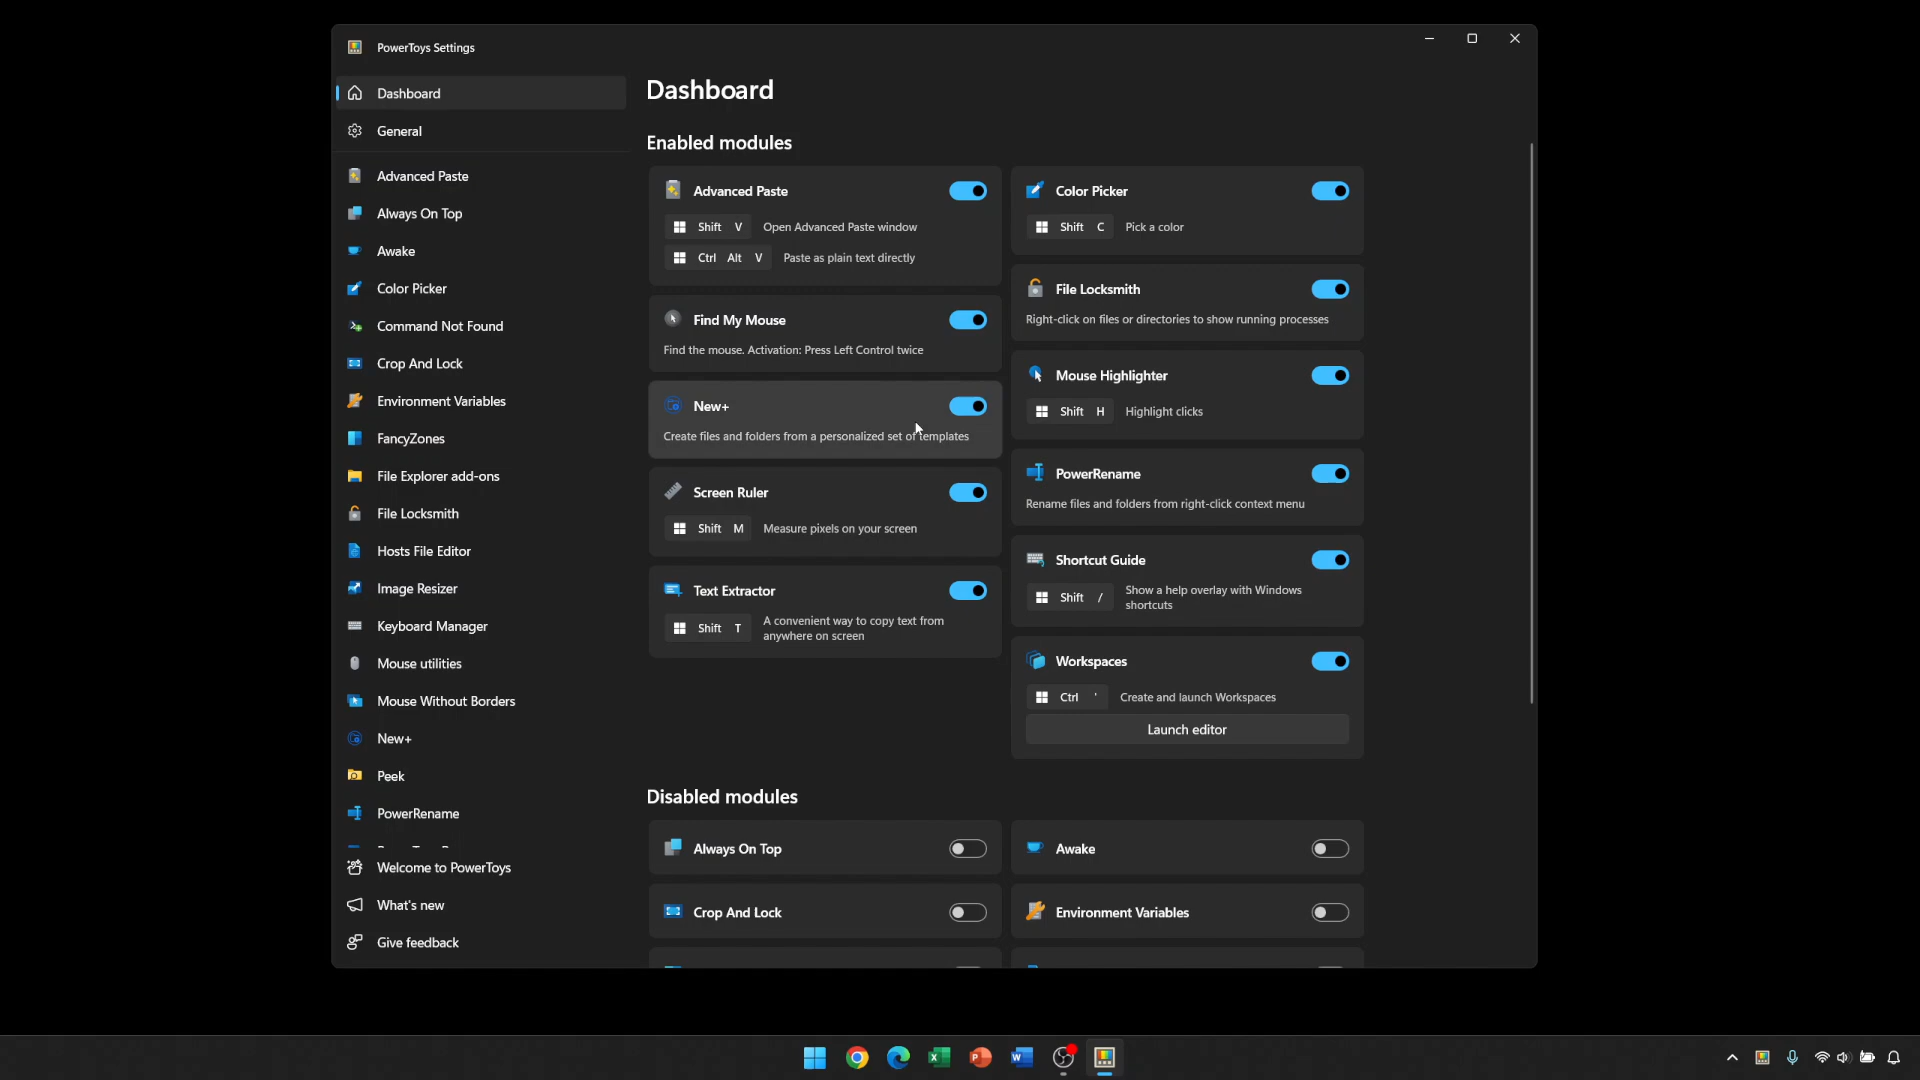 PowerToys Settings
Dashboard
General
Advanced Paste
Always On Top
Awake
Color Picker
Command Not Found
Crop And Lock
Environment Variables
FancyZones
File Explorer add-ons
File Locksmith
Hosts File Editor
Image Resizer
Keyboard Manager
Mouse utilities
Mouse Without Borders
New+
Peek
PowerRename
Welcome to PowerToys
What's new
Give feedback
Dashboard
Enabled modules
Advanced Paste
Shift V Open Advanced Paste window
Ctrl Alt V Paste as plain text directly
Find My Mouse
Find the mouse. Activation: Press Left Control twice
New+
Create files and folders from a personalized set of templates
Screen Ruler
Shift M Measure pixels on your screen
Text Extractor
Shift T A convenient way to copy text from
anywhere on screen
Color Picker
Shift C Pick a color
File Locksmith
Right-click on files or directories to show running processes
Mouse Highlighter
Shift H Highlight clicks
PowerRename
Rename files and folders from right-click context menu
Shortcut Guide
Shift / Show a help overlay with Windows
shortcuts
Workspaces
Ctrl ' Create and launch Workspaces
Launch editor
Disabled modules
Always On Top
Awake
Crop And Lock
Environment Variables